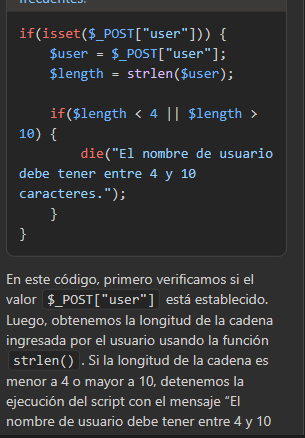 frecuentes.
if(isset($_POST["user"])) {
    $user = $_POST["user"];
    $length = strlen($user);
    if($length < 4 || $length >
10) {
        die("El nombre de usuario
debe tener entre 4 y 10
caracteres.");
    }
}
En este código, primero verificamos si el
valor $_POST["user"] está establecido.
Luego, obtenemos la longitud de la cadena
ingresada por el usuario usando la función
strlen() . Si la longitud de la cadena es
menor a 4 o mayor a 10, detenemos la
ejecución del script con el mensaje “El
nombre de usuario debe tener entre 4 y 10